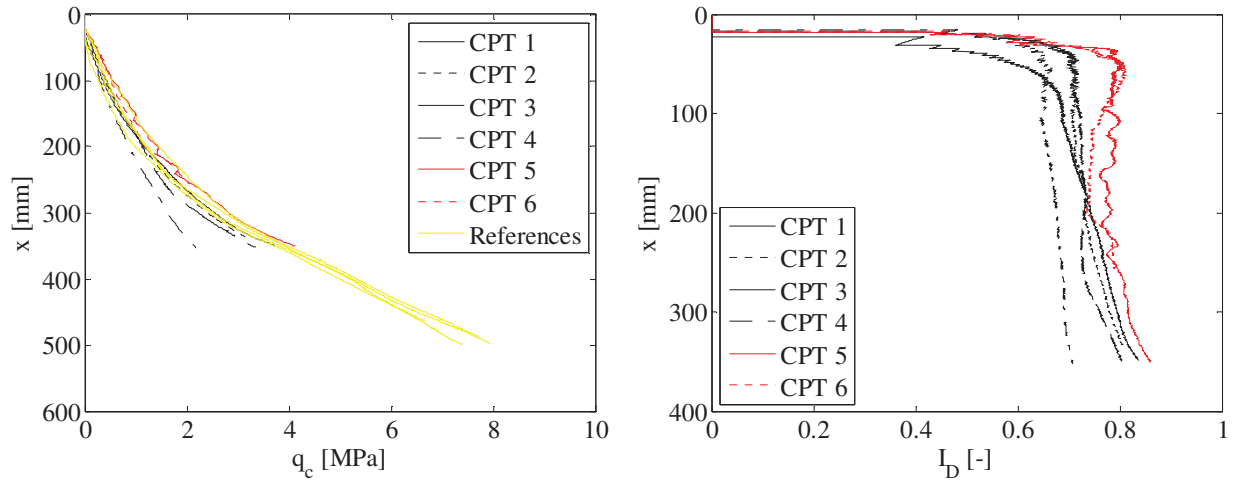 0
100
200
300
400
500
600
x [mm]
0
2
4
6
8
10
q_c [MPa]
CPT 1
CPT 2
CPT 3
CPT 4
CPT 5
CPT 6
References
0
100
200
300
400
x [mm]
0
0.2
0.4
0.6
0.8
1
I_D [-]
CPT 1
CPT 2
CPT 3
CPT 4
CPT 5
CPT 6